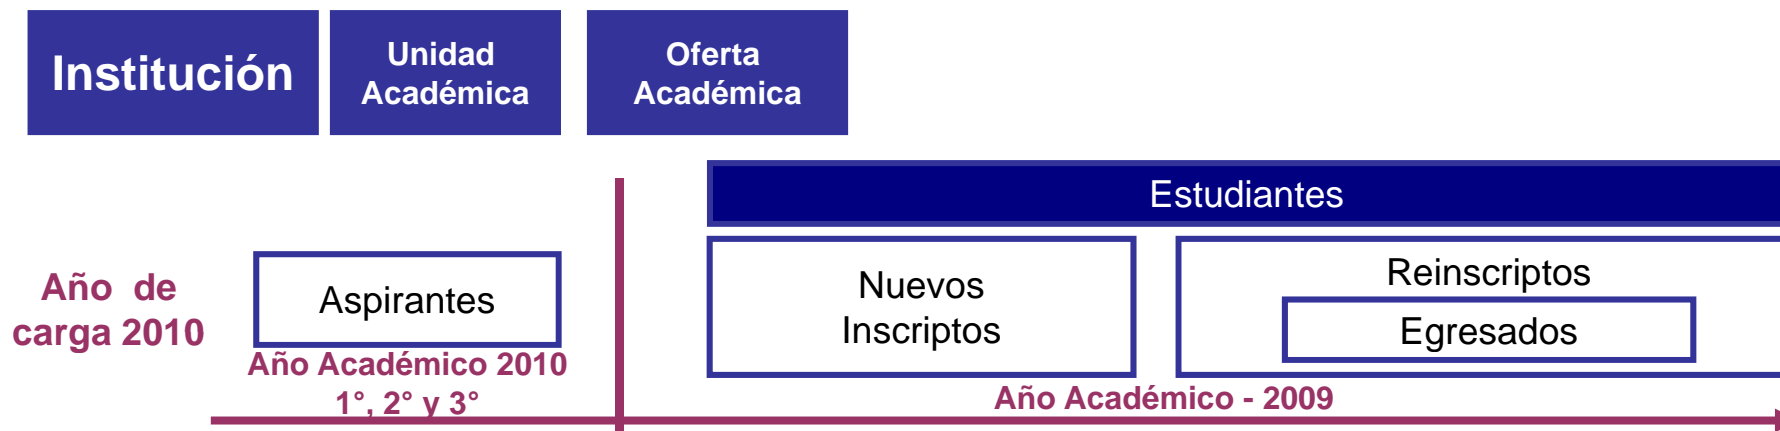 Institución
Unidad
Académica
Oferta
Académica
Estudiantes
Año de
carga 2010
Aspirantes
Año Académico 2010
1°, 2° y 3°
Nuevos
Inscriptos
Reinscriptos
Egresados
Año Académico - 2009